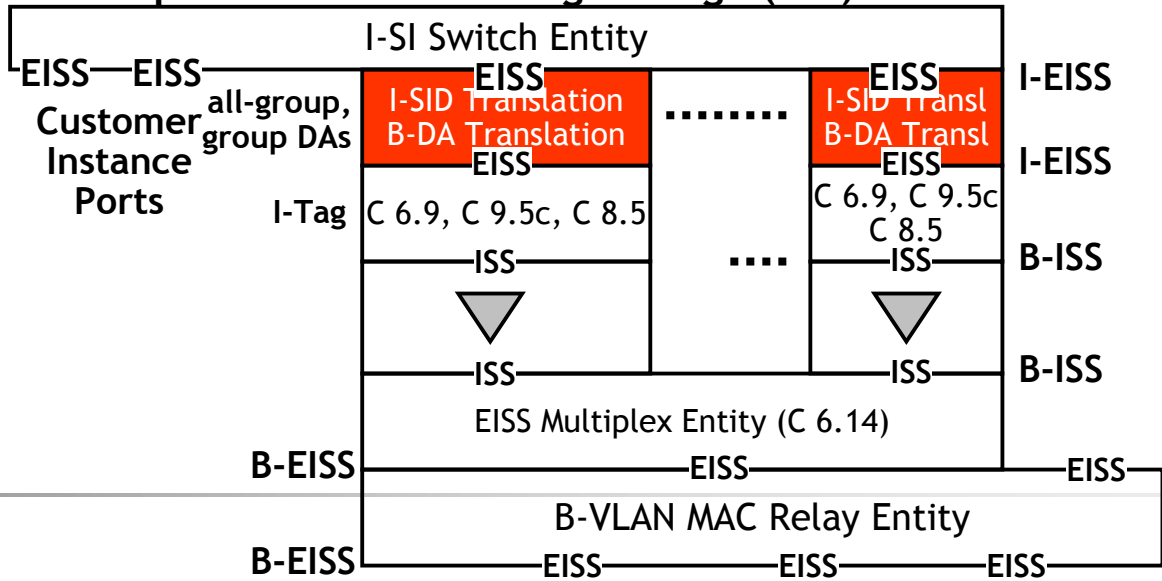 I-SI Switch Entity
EISS EISS EISS EISS I-EISS
Customer
Instance
Ports
all-group,
group DAs
I-SID Translation
B-DA Translation
........
I-SID Transl
B-DA Transl
EISS EISS I-EISS
I-Tag
C 6.9, C 9.5c, C 8.5
C 6.9, C 9.5c
C 8.5
ISS .... ISS B-ISS
ISS ISS B-ISS
EISS Multiplex Entity (C 6.14)
B-EISS EISS EISS
B-VLAN MAC Relay Entity
B-EISS EISS EISS EISS